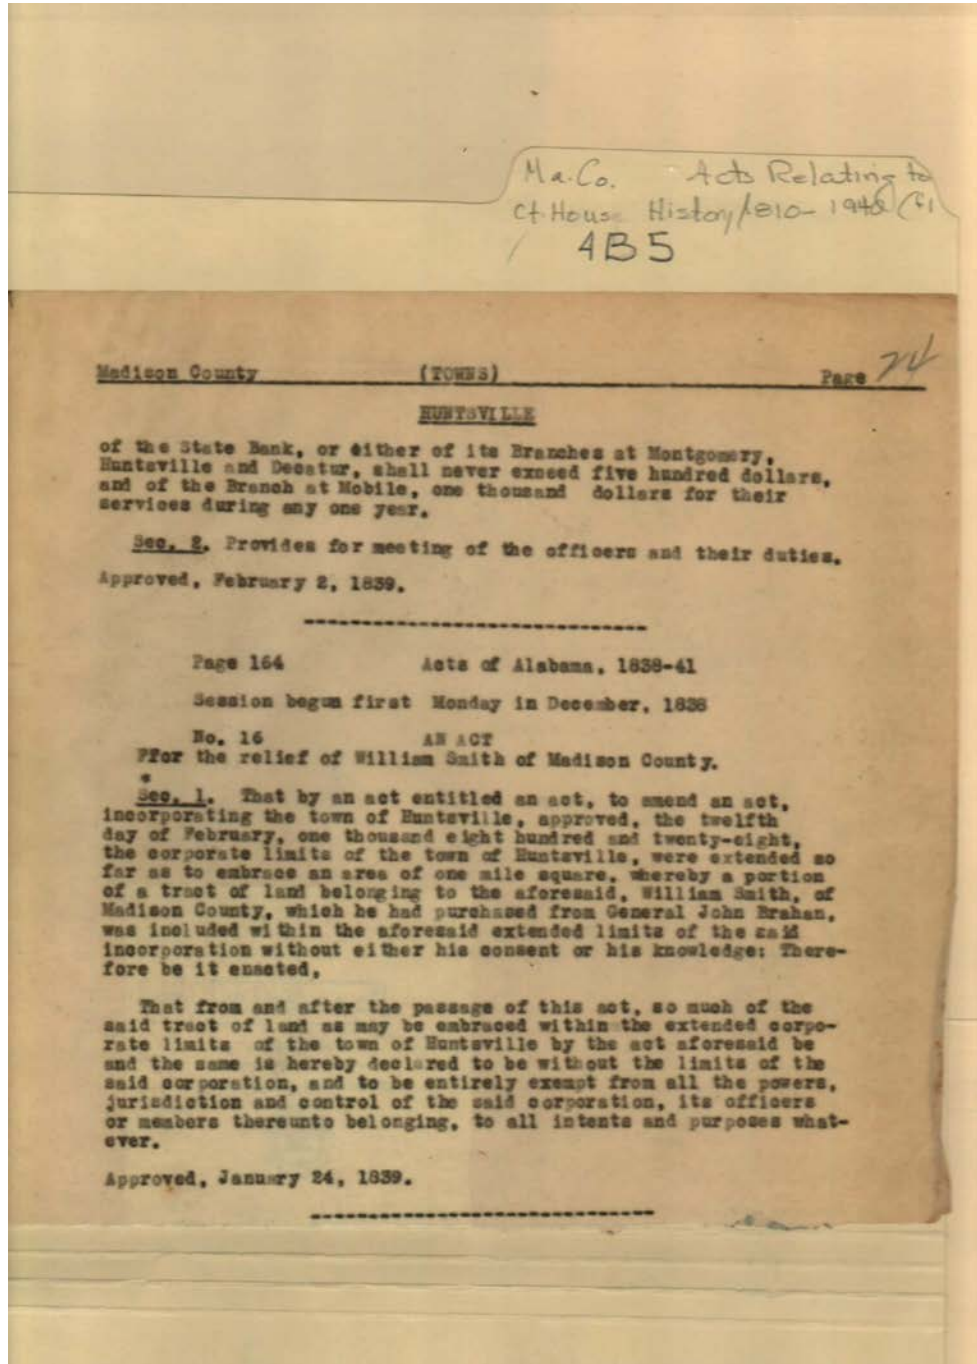 Ma. Co. Acts Relating to
Ct. House History 1810-1940
4B5
Madison County (TOWNS) Page 24
HUNTSVILLE
of the State Bank, or either of its Branches at Montgomery,
Huntsville and Decatur, shall never exceed five hundred dollars,
and of the Branch at Mobile, one thousand dollars for their
services during any one year.
Sec. 2. Provides for meeting of the officers and their duties.
Approved, February 2, 1839.
------------------------------
Page 164 Acts of Alabama, 1838-41
Session begun first Monday in December, 1838
No. 16 AN ACT
Ffor the relief of William Smith of Madison County.
Sec. 1. That by an act entitled an act, to amend an act,
incorporating the town of Huntsville, approved, the twelfth
day of February, one thousand eight hundred and twenty-eight,
the corporate limits of the town of Huntsville, were extended so
far as to embrace an area of one mile square, whereby a portion
of a tract of land belonging to the aforesaid, William Smith, of
Madison County, which he had purchased from General John Brahan,
was included within the aforesaid extended limits of the said
incorporation without either his consent or his knowledge: There-
fore be it enacted,
That from and after the passage of this act, so much of the
said tract of land as may be embraced within the extended corpo-
rate limits of the town of Huntsville by the act aforesaid be
and the same is hereby declared to be without the limits of the
said corporation, and to be entirely exempt from all the powers,
jurisdiction and control of the said corporation, its officers
or members thereunto belonging, to all intents and purposes what-
ever.
Approved, January 24, 1839.
------------------------------